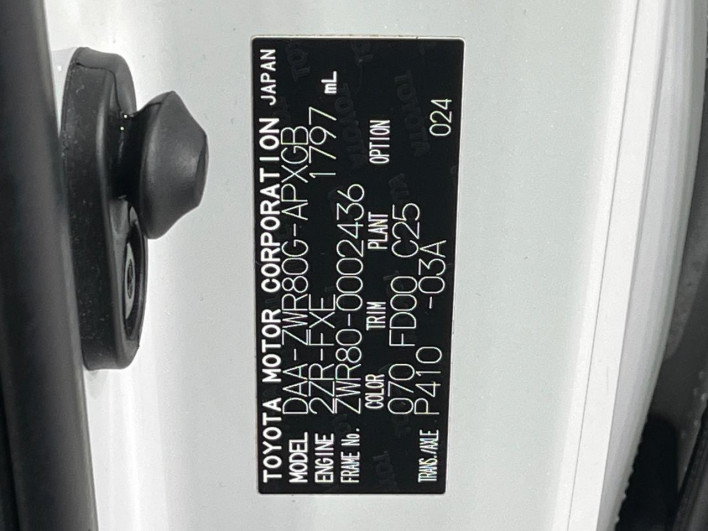 TOYOTA MOTOR CORPORATION JAPAN
MODEL DAA-ZWR80G-APXGB
ENGINE 2ZR-FXE 1797 mL
FRAME No. ZWR80-0002436
COLOR TRIM PLANT OPTION
070 FD00 C25 024
TRANS./AXLE P410 -03A